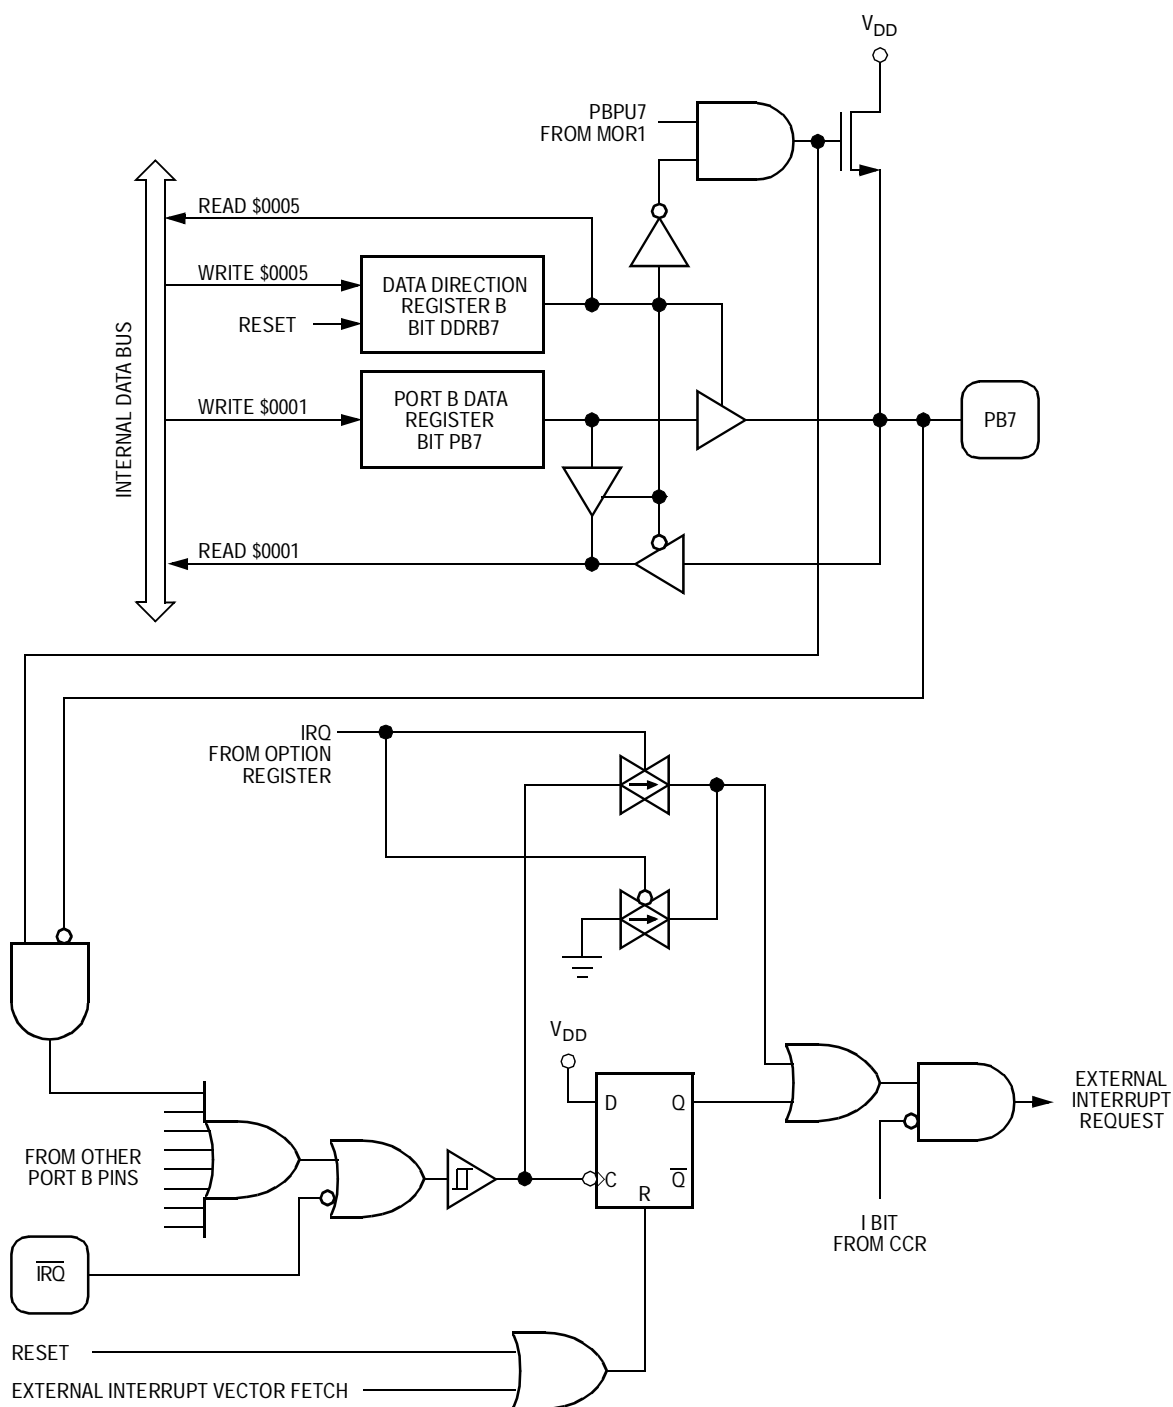 VDD
PBPU7
FROM MOR1
READ $0005
WRITE $0005
DATA DIRECTION
REGISTER B
BIT DDRB7
RESET
INTERNAL DATA BUS
WRITE $0001
PORT B DATA
REGISTER
BIT PB7
PB7
READ $0001
IRQ
FROM OPTION
REGISTER
VDD
D
Q
C
Q
R
EXTERNAL
INTERRUPT
REQUEST
FROM OTHER
PORT B PINS
I BIT
FROM CCR
IRQ
RESET
EXTERNAL INTERRUPT VECTOR FETCH